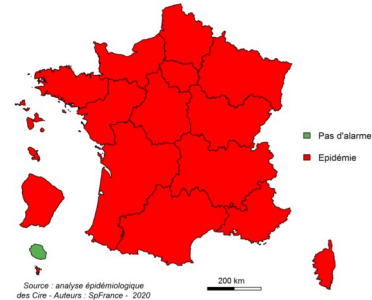 Pas d'alarme
Epidémie
Source : analyse épidémiologique
des Cire - Auteurs : SpFrance - 2020
200 km